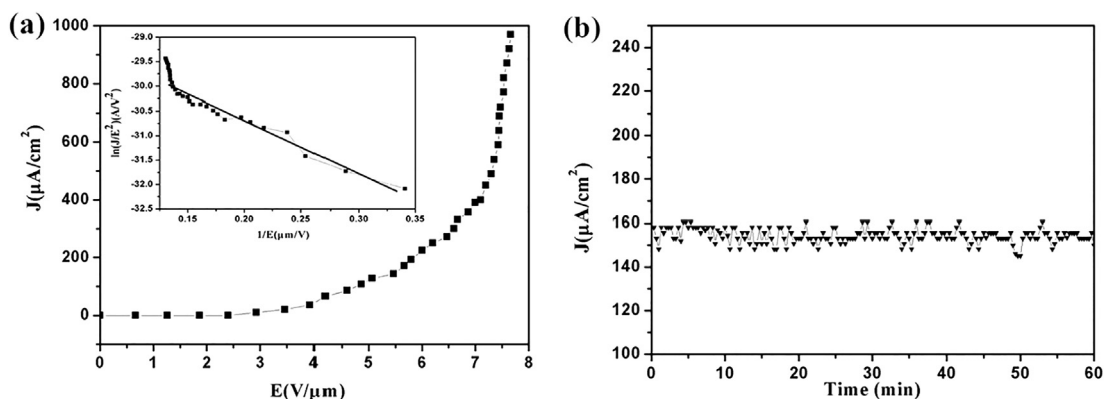 (a)
1000
800
600
400
200
0
J(μA/cm²)
0 1 2 3 4 5 6 7 8
E(V/μm)
-29.0
-29.5
-30.0
-30.5
-31.0
-31.5
-32.0
-32.5
ln(J/E²)(A/V²)
0.15 0.20 0.25 0.30 0.35
1/E(μm/V)
(b)
240
220
200
180
160
140
120
100
J(μA/cm²)
0 10 20 30 40 50 60
Time (min)